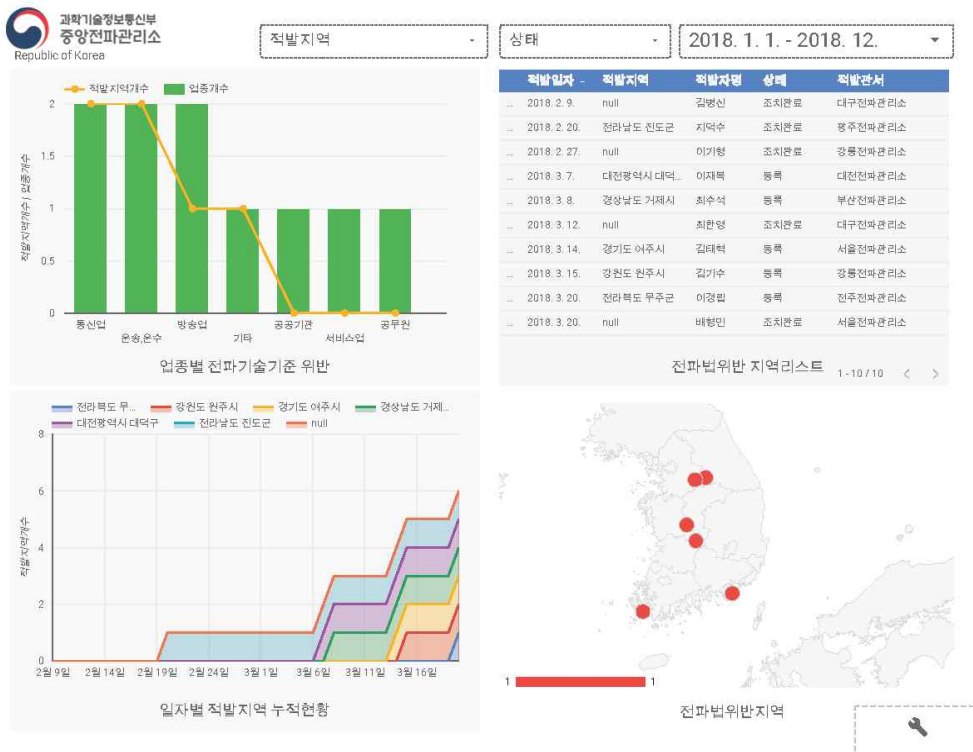 과학기술정보통신부
중앙전파관리소
Republic of Korea
적발지역
상태
2018. 1. 1. - 2018. 12.
적발지역개수 업종개수
적발지역개수 | 업종개수
2
1.5
1
0.5
0
통신업 운송,운수 방송업 기타 공공기관 서비스업 공무원
업종별 전파기술기준 위반
적발일자 적발지역 적발자명 상태 적발관서
... 2018. 2. 9. null 김병신 조치완료 대구전파관리소
... 2018. 2. 20. 전라남도 진도군 지덕수 조치완료 광주전파관리소
... 2018. 2. 27. null 이기형 조치완료 강릉전파관리소
... 2018. 3. 7. 대전광역시 대덕... 이재복 등록 대전전파관리소
... 2018. 3. 8. 경상남도 거제시 최수석 등록 부산전파관리소
... 2018. 3. 12. null 최한영 조치완료 대구전파관리소
... 2018. 3. 14. 경기도 여주시 김태혁 등록 서울전파관리소
... 2018. 3. 15. 강원도 원주시 김기수 등록 강릉전파관리소
... 2018. 3. 20. 전라북도 무주군 이경립 등록 전주전파관리소
... 2018. 3. 20. null 배형민 조치완료 서울전파관리소
전파법위반 지역리스트
1 - 10 / 10
전라북도 무... 강원도 원주시 경기도 여주시 경상남도 거제...
대전광역시 대덕구 전라남도 진도군 null
적발지역개수
8
6
4
2
0
2월 9일 2월 14일 2월 19일 2월 24일 3월 1일 3월 6일 3월 11일 3월 16일
일자별 적발지역 누적현황
1 1
전파법위반지역